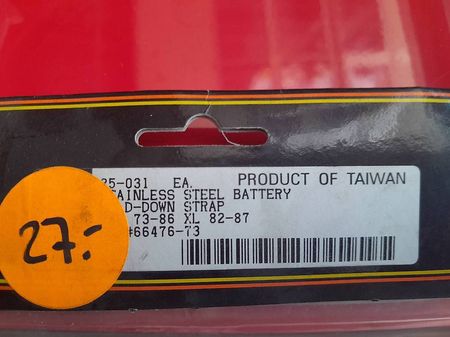 25-031 EA. PRODUCT OF TAIWAN
STAINLESS STEEL BATTERY
D-DOWN STRAP
73-86 XL 82-87
#66476-73
27.-